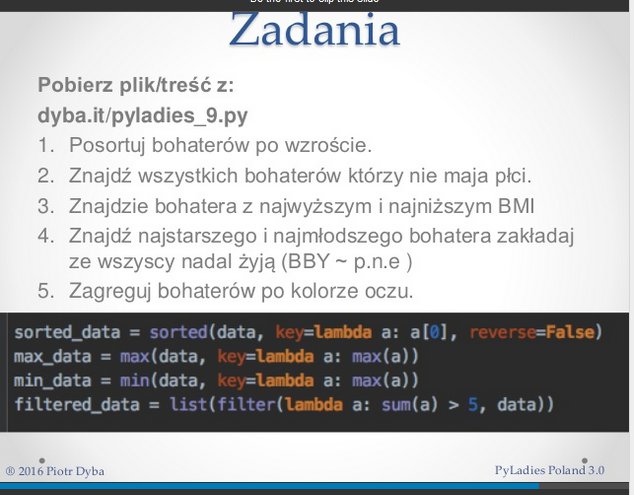 Be the first to clip this slide
Zadania
Pobierz plik/treść z:
dyba.it/pyladies_9.py
1. Posortuj bohaterów po wzroście.
2. Znajdź wszystkich bohaterów którzy nie maja płci.
3. Znajdzie bohatera z najwyższym i najniższym BMI
4. Znajdź najstarszego i najmłodszego bohatera zakładaj
ze wszyscy nadal żyją (BBY ~ p.n.e )
5. Zagreguj bohaterów po kolorze oczu.
sorted_data = sorted(data, key=lambda a: a[0], reverse=False)
max_data = max(data, key=lambda a: max(a))
min_data = min(data, key=lambda a: max(a))
filtered_data = list(filter(lambda a: sum(a) > 5, data))
® 2016 Piotr Dyba
PyLadies Poland 3.0